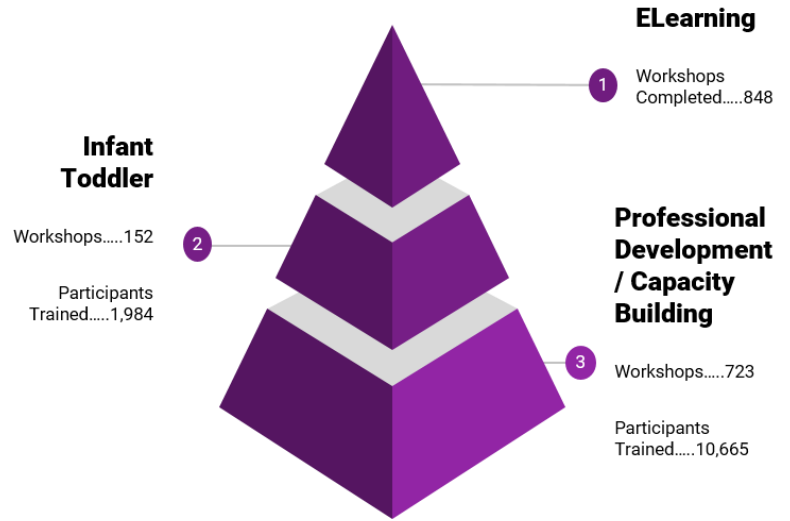 ELearning
1
Workshops
Completed.....848
Infant
Toddler
Workshops.....152
2
Participants
Trained.....1,984
Professional
Development
/ Capacity
Building
3
Workshops.....723
Participants
Trained.....10,665